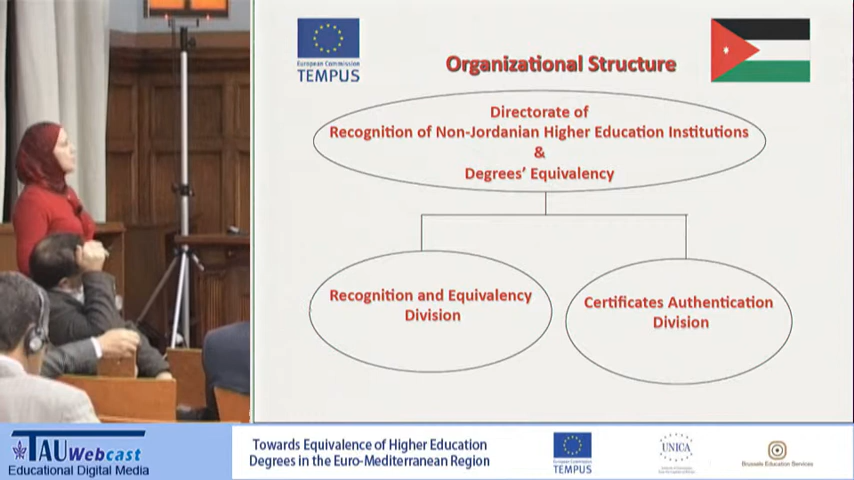 European Commission
TEMPUS
Organizational Structure
Directorate of
Recognition of Non-Jordanian Higher Education Institutions
&
Degrees’ Equivalency
Recognition and Equivalency
Division
Certificates Authentication
Division
TAU Webcast
Educational Digital Media
Towards Equivalence of Higher Education
Degrees in the Euro-Mediterranean Region
European Commission
TEMPUS
UNICA
Brussels Education Services